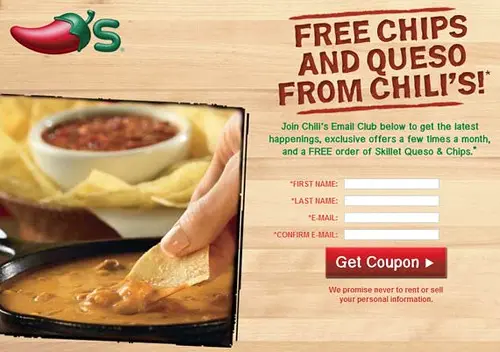 'S
FREE CHIPS
AND QUESO
FROM CHILI'S!*
Join Chili's Email Club below to get the latest
happenings, exclusive offers a few times a month,
and a FREE order of Skillet Queso & Chips.*
*FIRST NAME:
*LAST NAME:
*E-MAIL:
*CONFIRM E-MAIL:
Get Coupon
We promise never to rent or sell
your personal information.